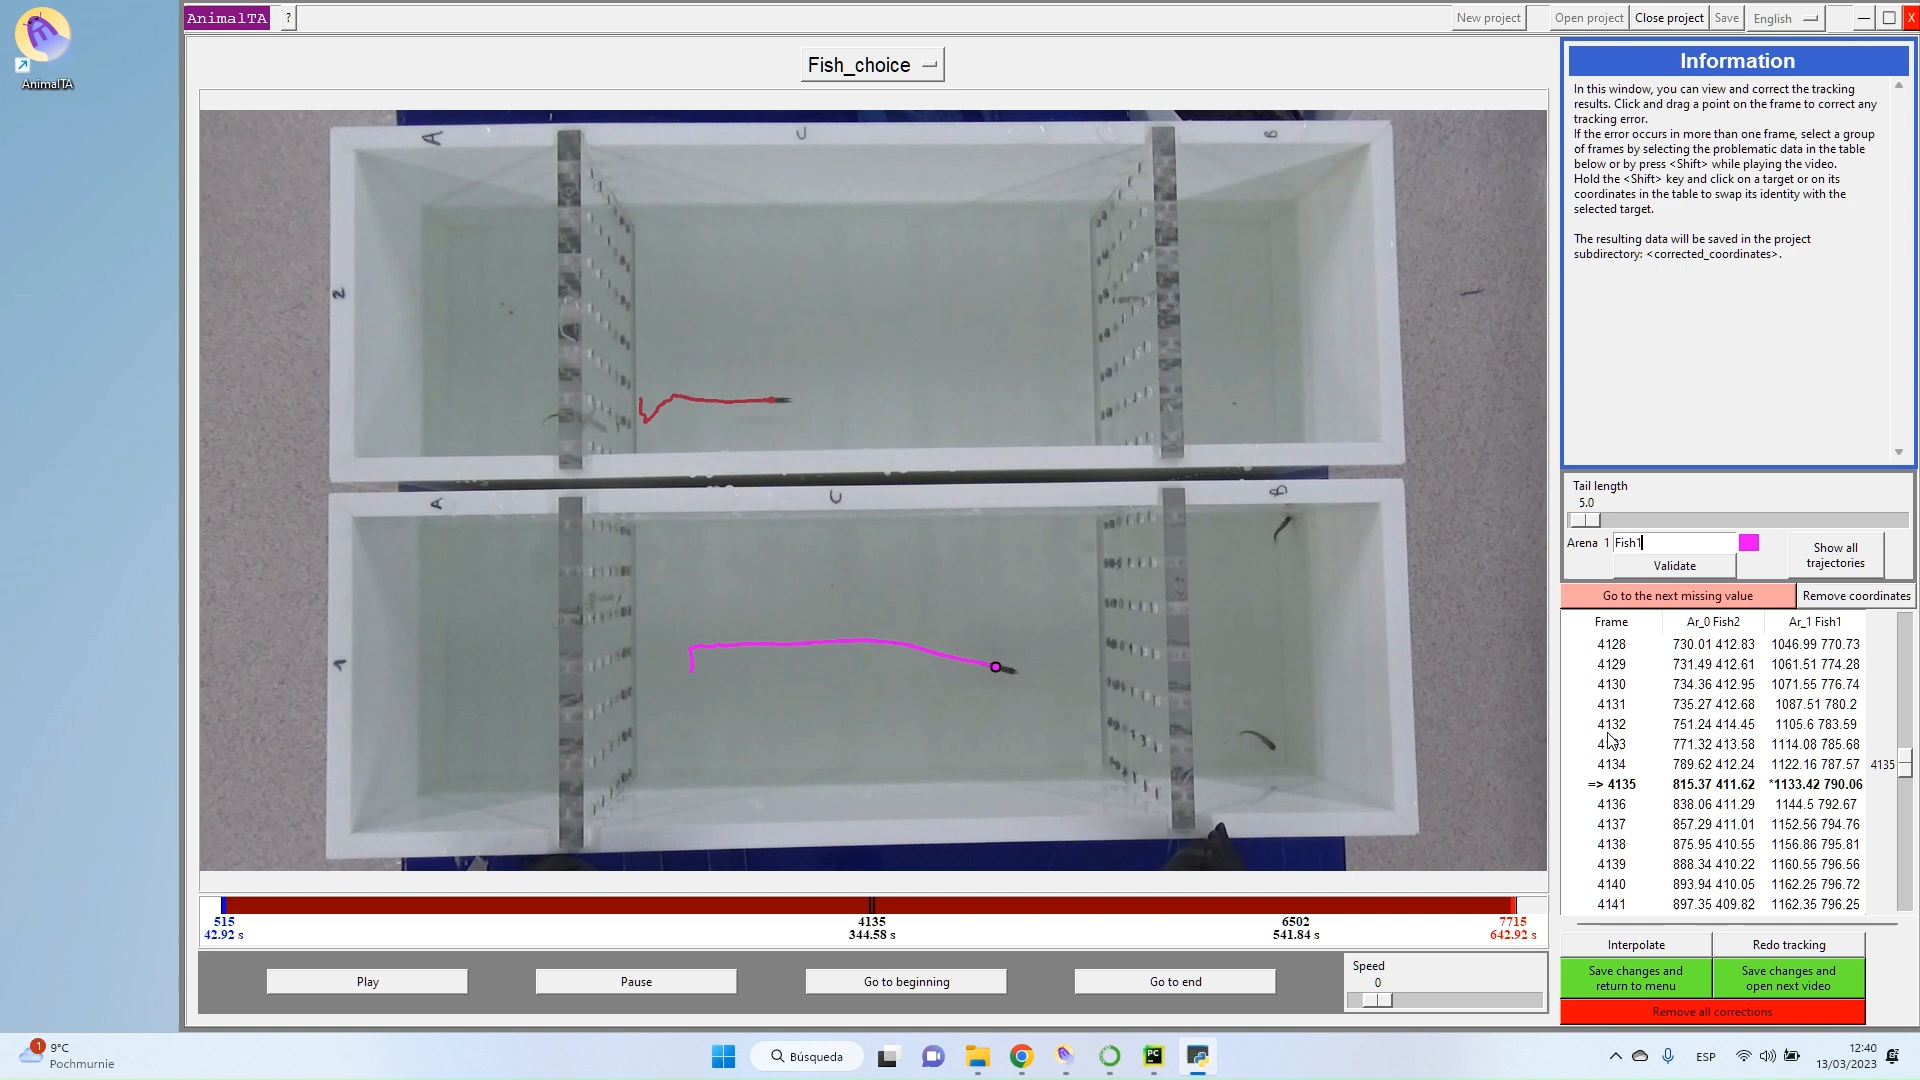 AnimalTA
AnimalTA
?
New project
Open project
Close project
Save
English
X
Fish_choice
A
C
B
2
A
C
B
1
Information
In this window, you can view and correct the tracking
results. Click and drag a point on the frame to correct any
tracking error.
If the error occurs in more than one frame, select a group
of frames by selecting the problematic data in the table
below or by press <Shift> while playing the video.
Hold the <Shift> key and click on a target or on its
coordinates in the table to swap its identity with the
selected target.
The resulting data will be saved in the project
subdirectory: <corrected_coordinates>.
Tail length
5.0
Arena 1 Fish1
Validate
Show all
trajectories
Go to the next missing value
Remove coordinates
Frame Ar_0 Fish2 Ar_1 Fish1
4128 730.01 412.83 1046.99 770.73
4129 731.49 412.61 1061.51 774.28
4130 734.36 412.95 1071.55 776.74
4131 735.27 412.68 1087.51 780.2
4132 751.24 414.45 1105.6 783.59
4133 771.32 413.58 1114.08 785.68
4134 789.62 412.24 1122.16 787.57
=> 4135 815.37 411.62 *1133.42 790.06
4135
4136 838.06 411.29 1144.5 792.67
4137 857.29 411.01 1152.56 794.76
4138 875.95 410.55 1156.86 795.81
4139 888.34 410.22 1160.55 796.56
4140 893.94 410.05 1162.25 796.72
4141 897.35 409.82 1162.35 796.25
515
42.92 s
4135
344.58 s
6502
541.84 s
7715
642.92 s
Play
Pause
Go to beginning
Go to end
Speed
0
Interpolate
Redo tracking
Save changes and
return to menu
Save changes and
open next video
Remove all corrections
1
9°C
Pochmurnie
Búsqueda
PC
ESP
12:40
13/03/2023